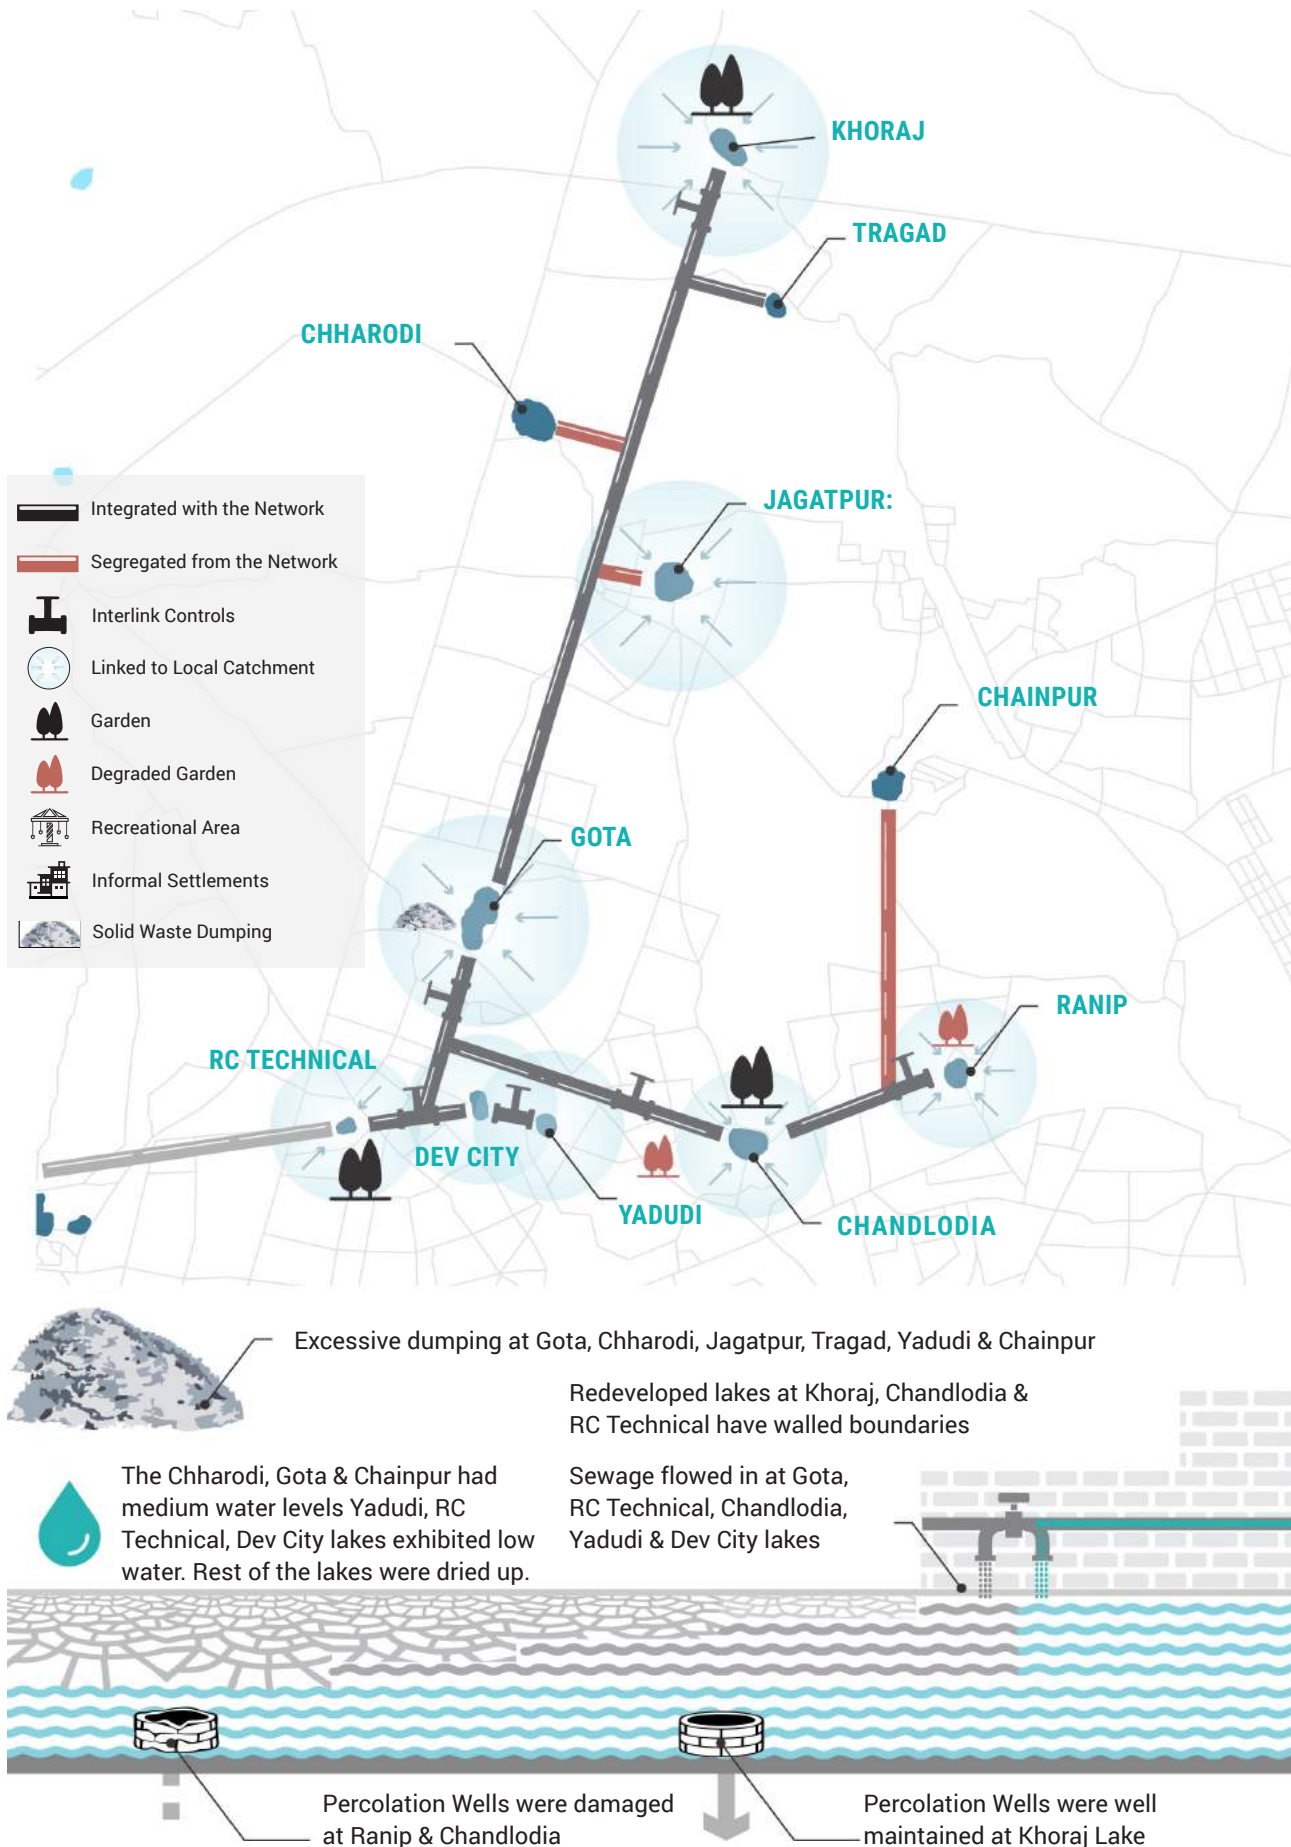 KHORAJ
TRAGAD
CHHARODI
JAGATPUR:
Integrated with the Network
Segregated from the Network
Interlink Controls
Linked to Local Catchment
Garden
Degraded Garden
Recreational Area
Informal Settlements
Solid Waste Dumping
CHAINPUR
GOTA
RANIP
RC TECHNICAL
DEV CITY
YADUDI
CHANDLODIA
Excessive dumping at Gota, Chharodi, Jagatpur, Tragad, Yadudi & Chainpur
Redeveloped lakes at Khoraj, Chandlodia &
RC Technical have walled boundaries
The Chharodi, Gota & Chainpur had
medium water levels Yadudi, RC
Technical, Dev City lakes exhibited low
water. Rest of the lakes were dried up.
Sewage flowed in at Gota,
RC Technical, Chandlodia,
Yadudi & Dev City lakes
Percolation Wells were damaged
at Ranip & Chandlodia
Percolation Wells were well
maintained at Khoraj Lake